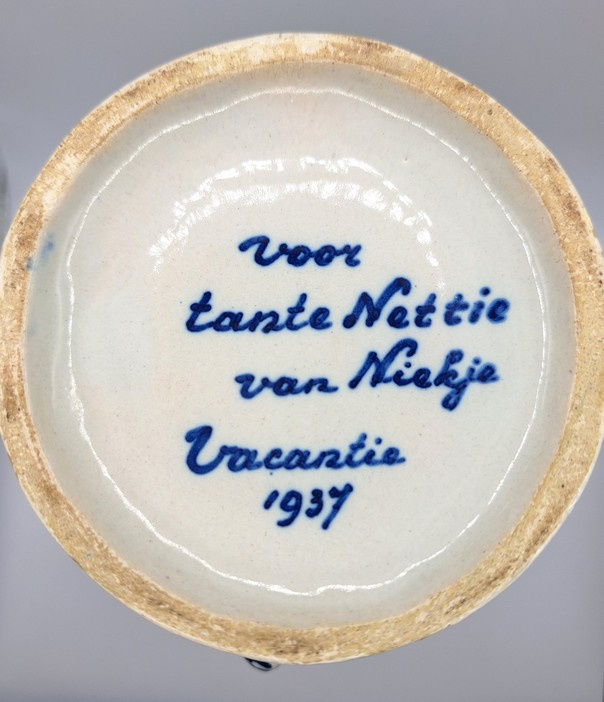 voor
tante Nettie
van Niekje
Vacantie
1937